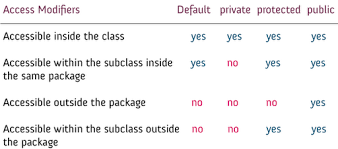 Access Modifiers Default private protected public
Accessible inside the class yes yes yes yes
Accessible within the subclass inside the same package yes no yes yes
Accessible outside the package no no no yes
Accessible within the subclass outside the package no no yes yes